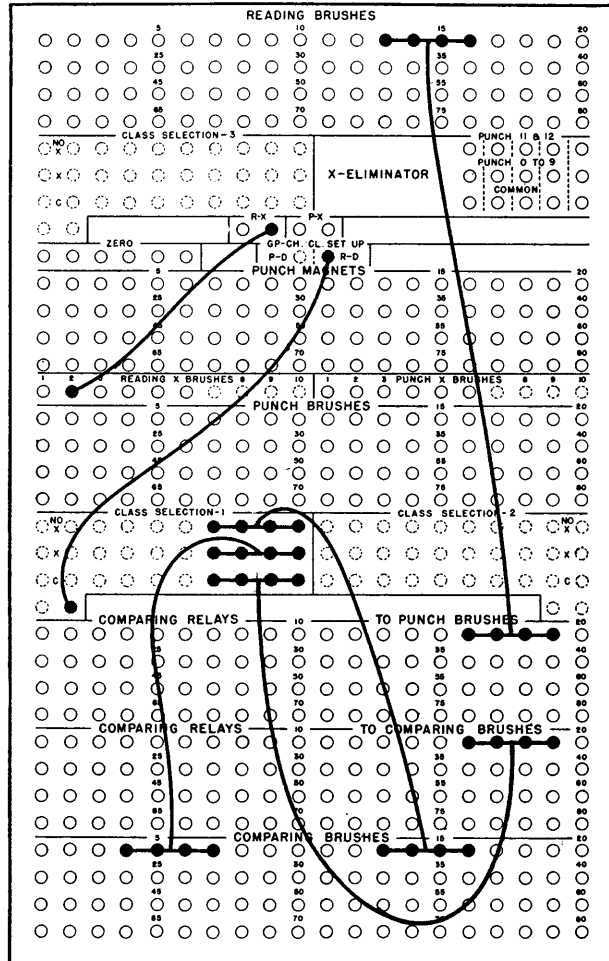 READING BRUSHES
5 10 15 20
25 30 35 40
45 50 55 60
65 70 75 80
CLASS SELECTION-3 PUNCH 11 & 12
NO X
PUNCH 0 TO 9
X X-ELIMINATOR
COMMON
C
R-X P-X
ZERO GP-CH. CL. SET UP
P-D R-D
PUNCH MAGNETS
5 15 20
25 30 35 40
45 50 55 60
65 70 75 80
READING X BRUSHES PUNCH X BRUSHES
1 2 3 8 9 10 1 2 3 8 9 10
PUNCH BRUSHES
5 15 20
25 30 35 40
45 50 55 60
65 70 75 80
CLASS SELECTION-1 CLASS SELECTION-2
NO X NO X
X X
C C
COMPARING RELAYS 10 TO PUNCH BRUSHES 20
25 30 35 40
45 50 55 60
65 70 75 80
COMPARING RELAYS 10 TO COMPARING BRUSHES 20
25 30 35 40
45 50 55 60
65 70 75 80
5 COMPARING BRUSHES 15 20
25 30 35 40
45 50 55 60
65 70 80